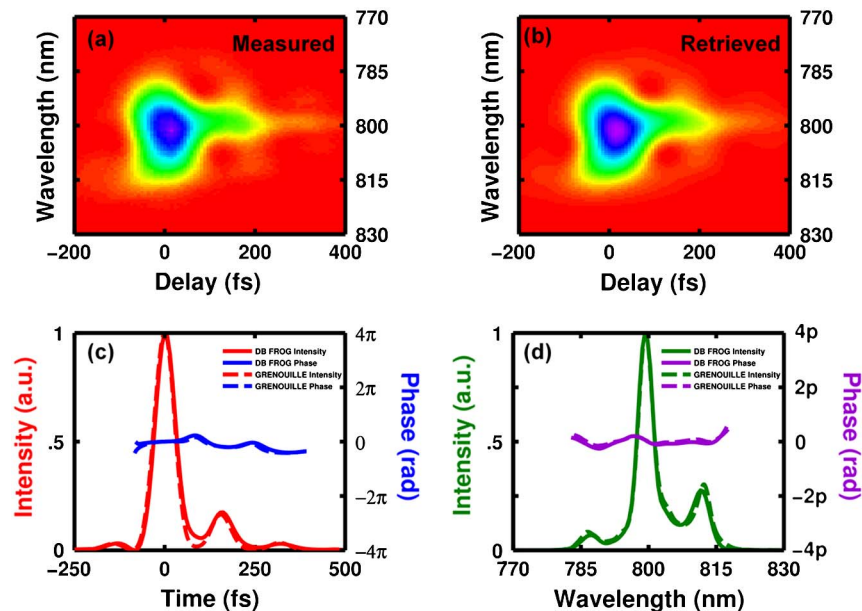 (a) Measured
Wavelength (nm)
−200 0 200 400
Delay (fs)
770
785
800
815
830
(b) Retrieved
Wavelength (nm)
−200 0 200 400
Delay (fs)
770
785
800
815
830
(c)
DB FROG Intensity
DB FROG Phase
GRENOUILLE Intensity
GRENOUILLE Phase
Intensity (a.u.)
1
.5
0
−250 0 250 500
Time (fs)
4π
2π
0
−2π
−4π
Phase (rad)
(d)
DB FROG Intensity
DB FROG Phase
GRENOUILLE Intensity
GRENOUILLE Phase
Intensity (a.u.)
1
.5
0
770 785 800 815 830
Wavelength (nm)
4p
2p
0
−2p
−4p
Phase (rad)